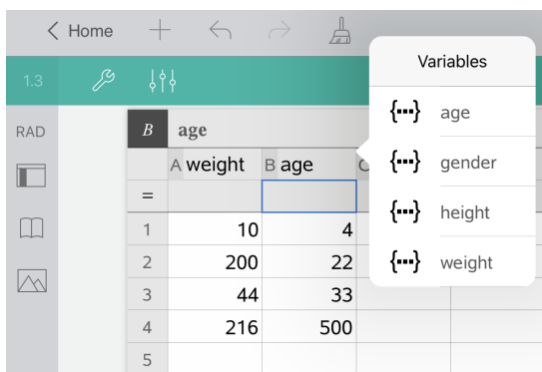 Home
Variables
1.3
age
gender
height
weight
RAD
B age
A weight B age C
=
1 10 4
2 200 22
3 44 33
4 216 500
5